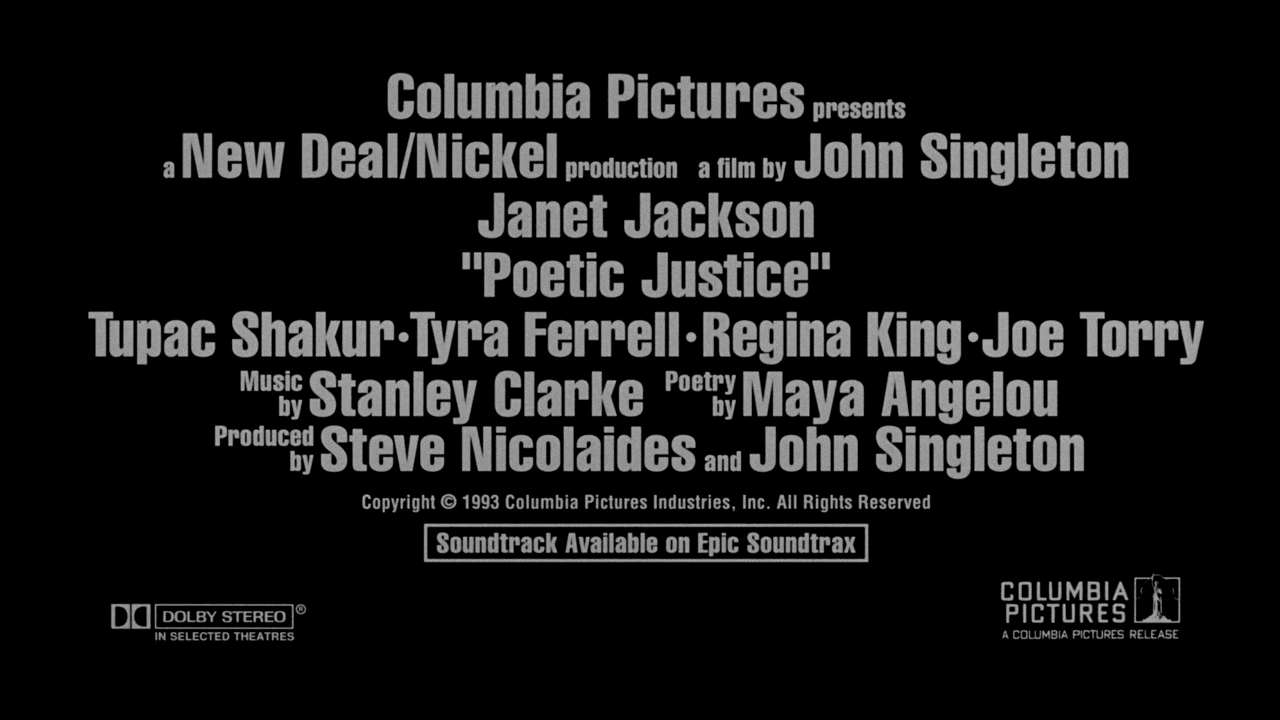 Columbia Pictures presents
a New Deal/Nickel production a film by John Singleton
Janet Jackson
"Poetic Justice"
Tupac Shakur·Tyra Ferrell·Regina King·Joe Torry
Music by Stanley Clarke Poetry by Maya Angelou
Produced by Steve Nicolaides and John Singleton
Copyright © 1993 Columbia Pictures Industries, Inc. All Rights Reserved
Soundtrack Available on Epic Soundtrax
DOLBY STEREO®
IN SELECTED THEATRES
COLUMBIA
PICTURES
A COLUMBIA PICTURES RELEASE